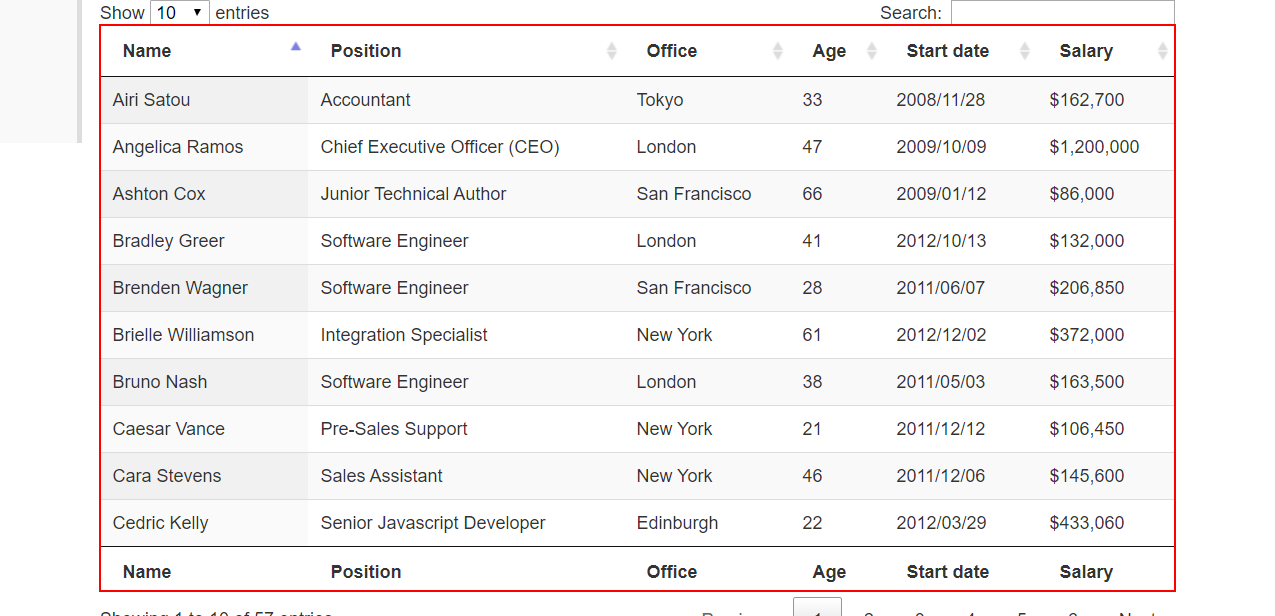 Show 10 entries Search:
Name Position Office Age Start date Salary
Airi Satou Accountant Tokyo 33 2008/11/28 $162,700
Angelica Ramos Chief Executive Officer (CEO) London 47 2009/10/09 $1,200,000
Ashton Cox Junior Technical Author San Francisco 66 2009/01/12 $86,000
Bradley Greer Software Engineer London 41 2012/10/13 $132,000
Brenden Wagner Software Engineer San Francisco 28 2011/06/07 $206,850
Brielle Williamson Integration Specialist New York 61 2012/12/02 $372,000
Bruno Nash Software Engineer London 38 2011/05/03 $163,500
Caesar Vance Pre-Sales Support New York 21 2011/12/12 $106,450
Cara Stevens Sales Assistant New York 46 2011/12/06 $145,600
Cedric Kelly Senior Javascript Developer Edinburgh 22 2012/03/29 $433,060
Name Position Office Age Start date Salary
Showing 1 to 10 of 57 entries